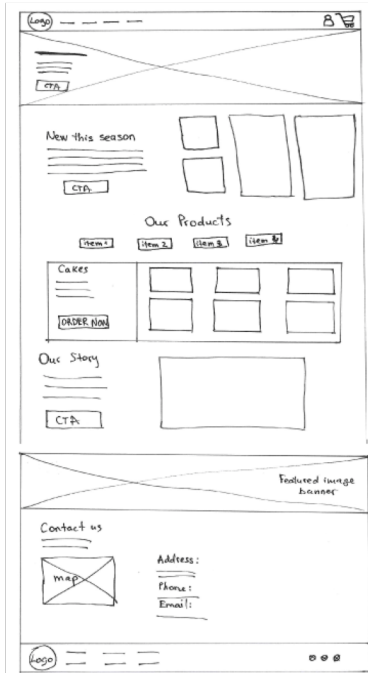 Logo
CTA
New this season
CTA
Our Products
item 1
item 2
item 3
item 4
Cakes
ORDER NOW
Our Story
CTA
Featured image
banner
Contact us
map
Address:
Phone:
Email:
Logo